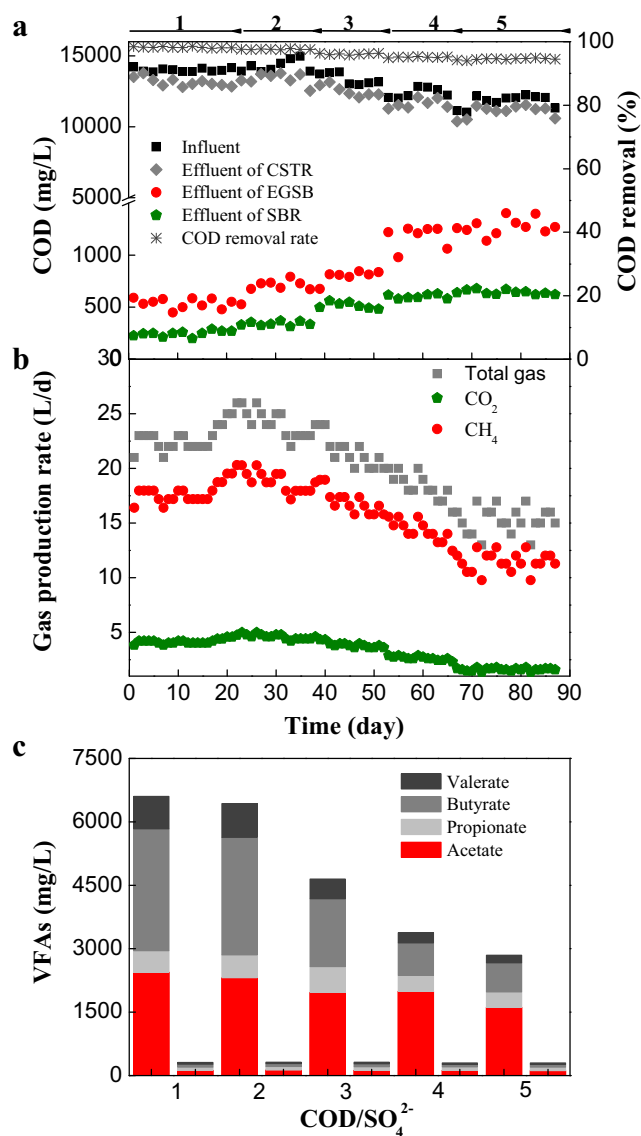 a
1 2 3 4 5
15000
10000
5000
1000
500
COD (mg/L)
100
80
60
40
20
0
COD removal (%)
Influent
Effluent of CSTR
Effluent of EGSB
Effluent of SBR
COD removal rate
b
30
25
20
15
10
5
Gas production rate (L/d)
Total gas
CO₂
CH₄
0 10 20 30 40 50 60 70 80 90
Time (day)
c
7500
6000
4500
3000
1500
0
VFAs (mg/L)
Valerate
Butyrate
Propionate
Acetate
1 2 3 4 5
COD/SO₄²⁻